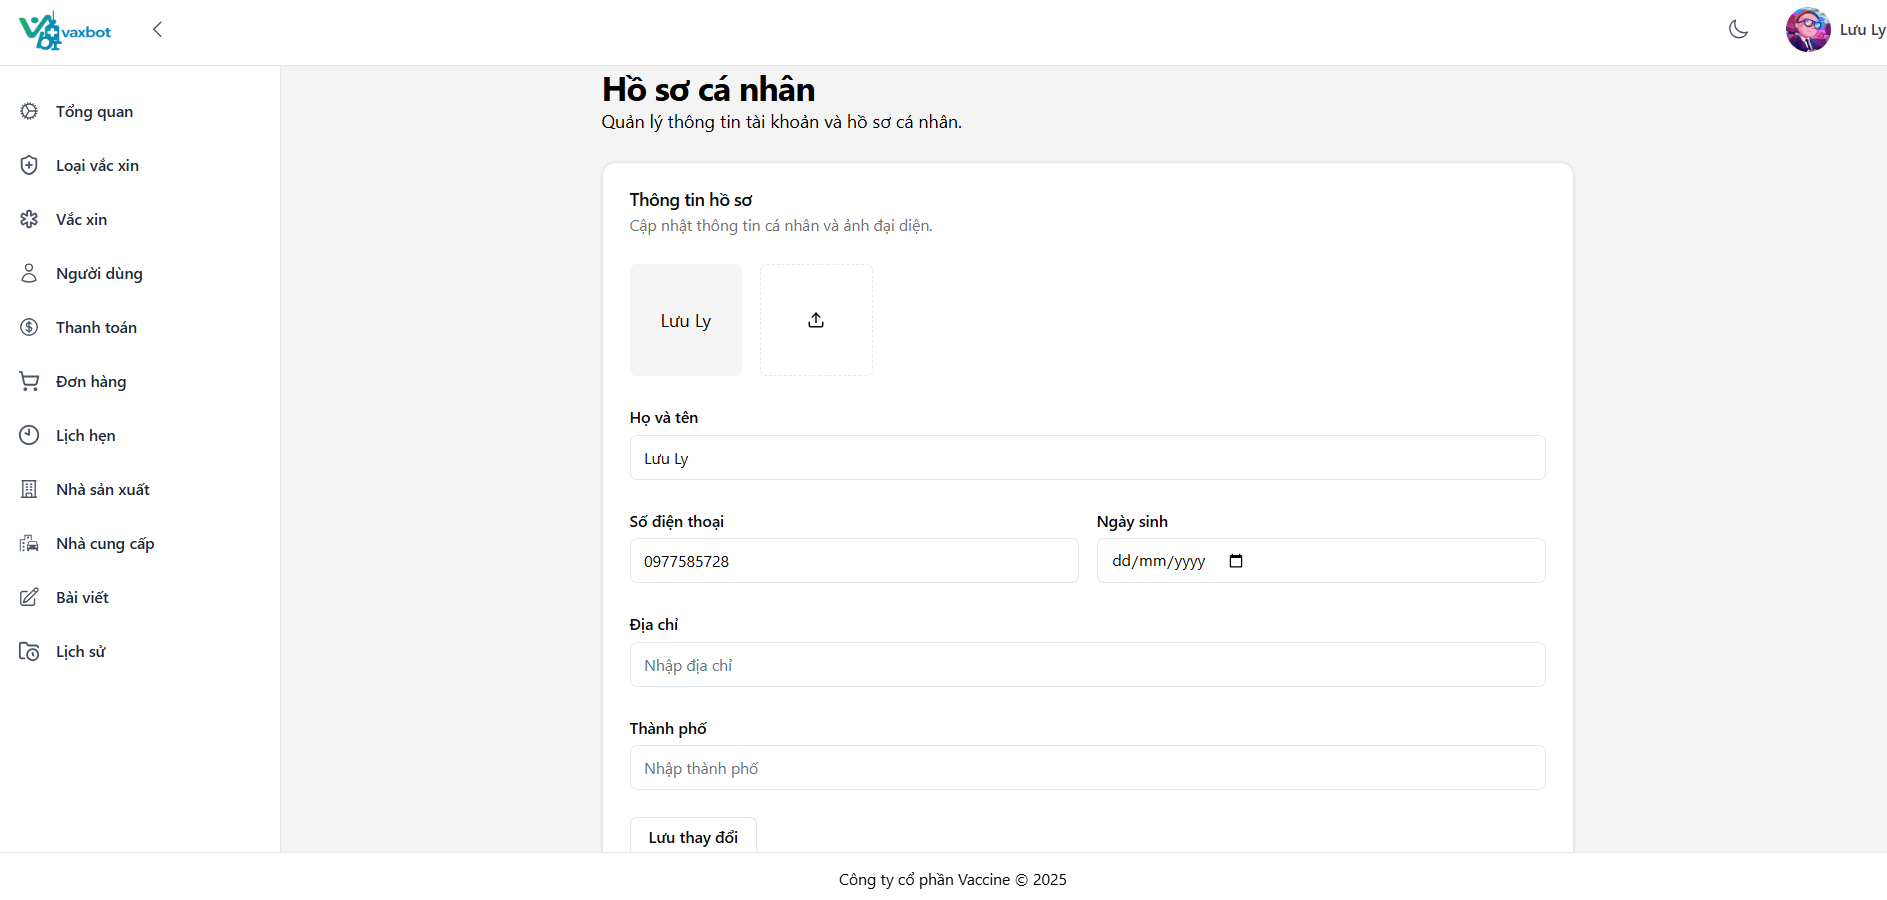 vaxbot
Lưu Ly
Tổng quan
Loại vắc xin
Vắc xin
Người dùng
Thanh toán
Đơn hàng
Lịch hẹn
Nhà sản xuất
Nhà cung cấp
Bài viết
Lịch sử
Hồ sơ cá nhân
Quản lý thông tin tài khoản và hồ sơ cá nhân.
Thông tin hồ sơ
Cập nhật thông tin cá nhân và ảnh đại diện.
Lưu Ly
Họ và tên
Lưu Ly
Số điện thoại
Ngày sinh
0977585728
dd/mm/yyyy
Địa chỉ
Nhập địa chỉ
Thành phố
Nhập thành phố
Lưu thay đổi
Công ty cổ phần Vaccine © 2025